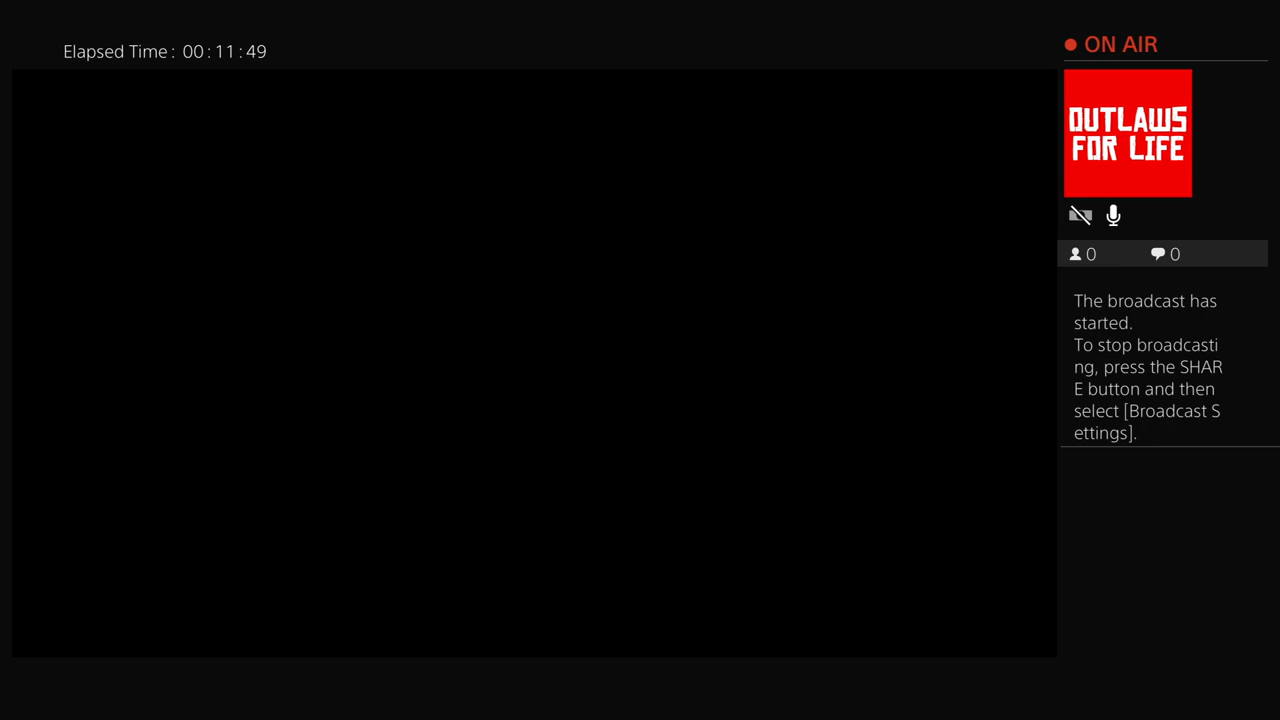 Elapsed Time: 00:11:49
ON AIR
OUTLAWS
FOR LIFE
0
0
The broadcast has
started.
To stop broadcasti
ng, press the SHAR
E button and then
select [Broadcast S
ettings].